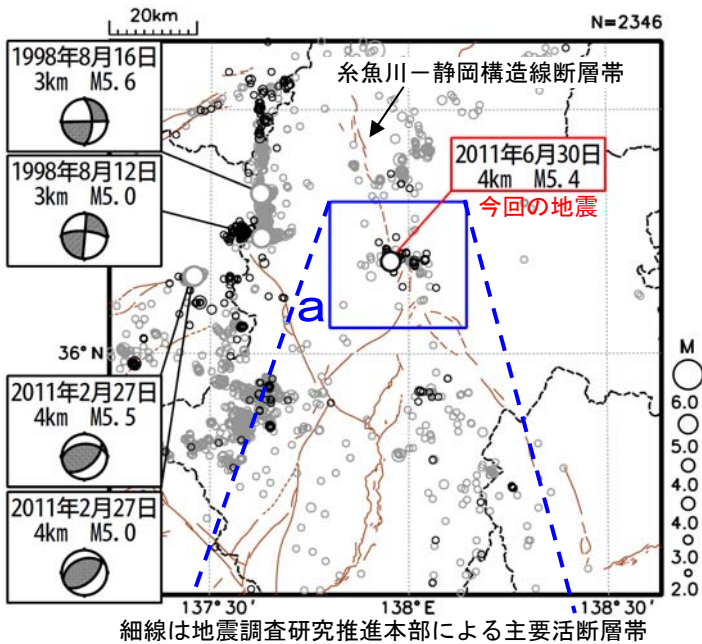 20km
N=2346
1998年8月16日
3km M5.6
糸魚川－静岡構造線断層帯
2011年6月30日
4km M5.4
今回の地震
1998年8月12日
3km M5.0
a
36°N
M
6.0
5.0
4.0
4.0
3.0
2.0
2011年2月27日
4km M5.5
2011年2月27日
4km M5.0
137°30′
138°E
138°30′
細線は地震調査研究推進本部による主要活断層帯